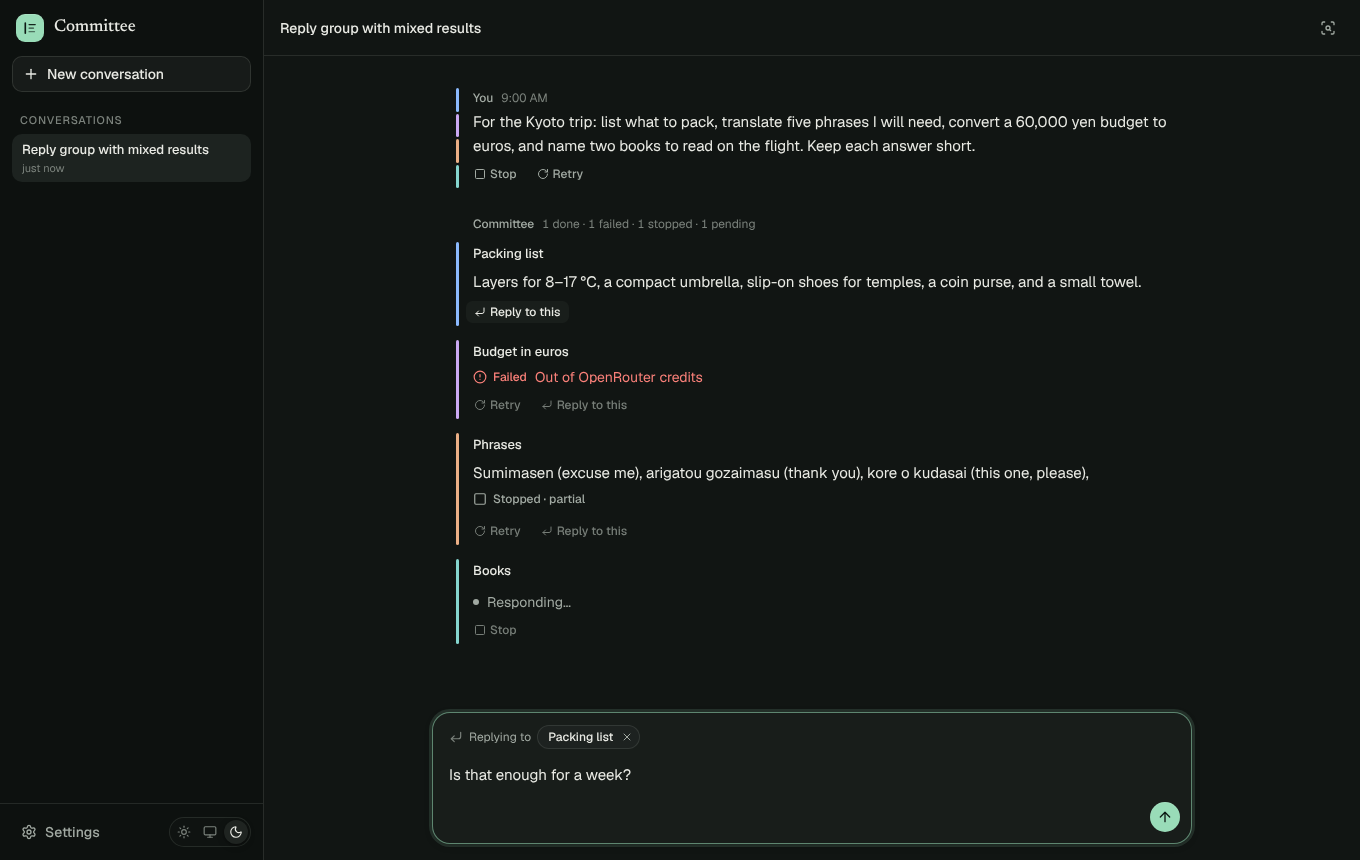 Committee
New conversation
CONVERSATIONS
Reply group with mixed results
just now
Settings
Reply group with mixed results
You 9:00 AM
For the Kyoto trip: list what to pack, translate five phrases I will need, convert a 60,000 yen budget to
euros, and name two books to read on the flight. Keep each answer short.
Stop Retry
Committee 1 done · 1 failed · 1 stopped · 1 pending
Packing list
Layers for 8–17 °C, a compact umbrella, slip-on shoes for temples, a coin purse, and a small towel.
Reply to this
Budget in euros
Failed Out of OpenRouter credits
Retry Reply to this
Phrases
Sumimasen (excuse me), arigatou gozaimasu (thank you), kore o kudasai (this one, please),
Stopped · partial
Retry Reply to this
Books
Responding…
Stop
Replying to Packing list
Is that enough for a week?